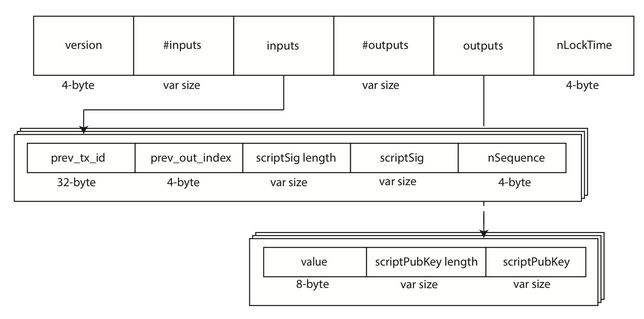 version #inputs inputs #outputs outputs nLockTime
4-byte var size var size 4-byte
prev_tx_id prev_out_index scriptSig length scriptSig nSequence
32-byte 4-byte var size var size 4-byte
value scriptPubKey length scriptPubKey
8-byte var size var size